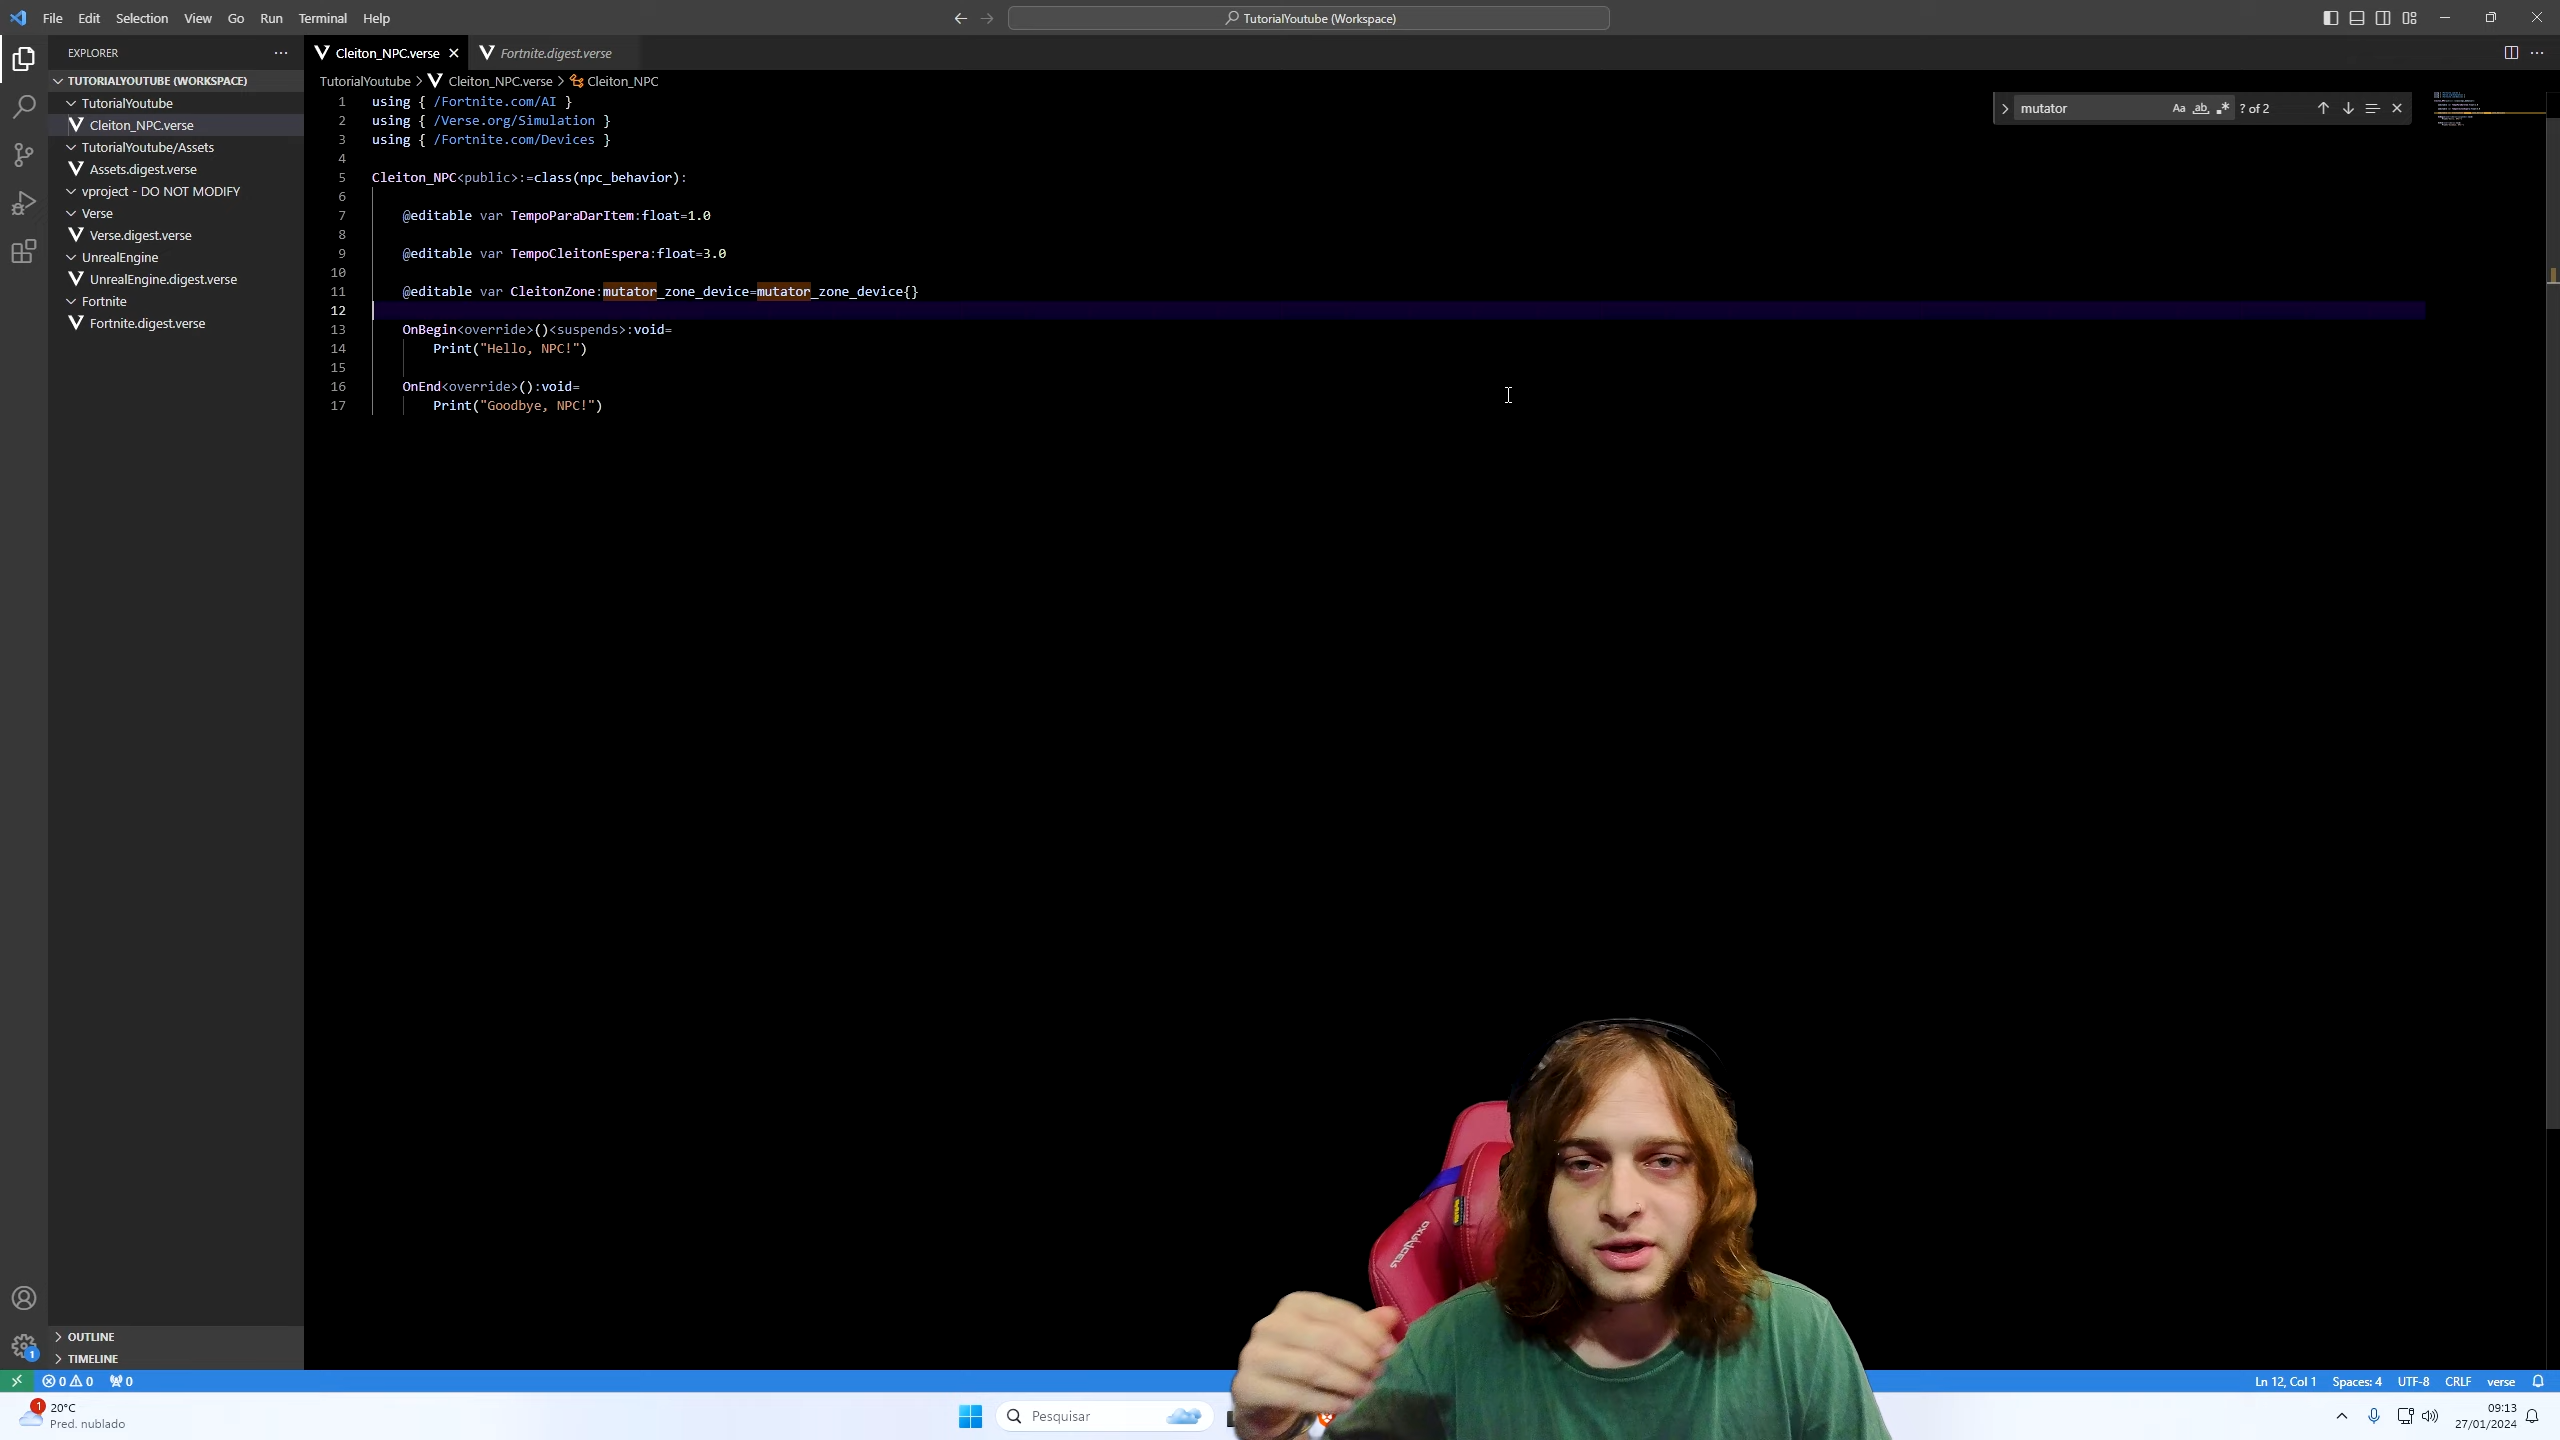 File Edit Selection View Go Run Terminal Help
TutorialYoutube (Workspace)
EXPLORER
Cleiton_NPC.verse
Fortnite.digest.verse
TUTORIALYOUTUBE (WORKSPACE)
TutorialYoutube
Cleiton_NPC.verse
TutorialYoutube/Assets
Assets.digest.verse
vproject - DO NOT MODIFY
Verse
Verse.digest.verse
UnrealEngine
UnrealEngine.digest.verse
Fortnite
Fortnite.digest.verse
TutorialYoutube > Cleiton_NPC.verse > Cleiton_NPC
mutator Aa ab ? of 2
1 using { /Fortnite.com/AI }
2 using { /Verse.org/Simulation }
3 using { /Fortnite.com/Devices }
4
5 Cleiton_NPC<public>:=class(npc_behavior):
6
7 @editable var TempoParaDarItem:float=1.0
8
9 @editable var TempoCleitonEspera:float=3.0
10
11 @editable var CleitonZone:mutator_zone_device=mutator_zone_device{}
12
13 OnBegin<override>()<suspends>:void=
14 Print("Hello, NPC!")
15
16 OnEnd<override>():void=
17 Print("Goodbye, NPC!")
DXRACER
1
OUTLINE
TIMELINE
0 0 0
Ln 12, Col 1 Spaces: 4 UTF-8 CRLF verse
1
20°C
Pred. nublado
Pesquisar
09:13
27/01/2024